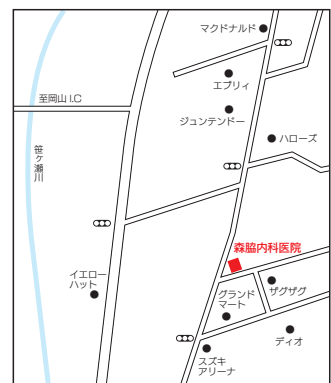 マクドナルド
エブリィ
至岡山 I.C
ジュンテンドー
ハローズ
笹ヶ瀬川
森脇内科医院
イエロー
ハット
グランド
マート
ザグザグ
ディオ
スズキ
アリーナ